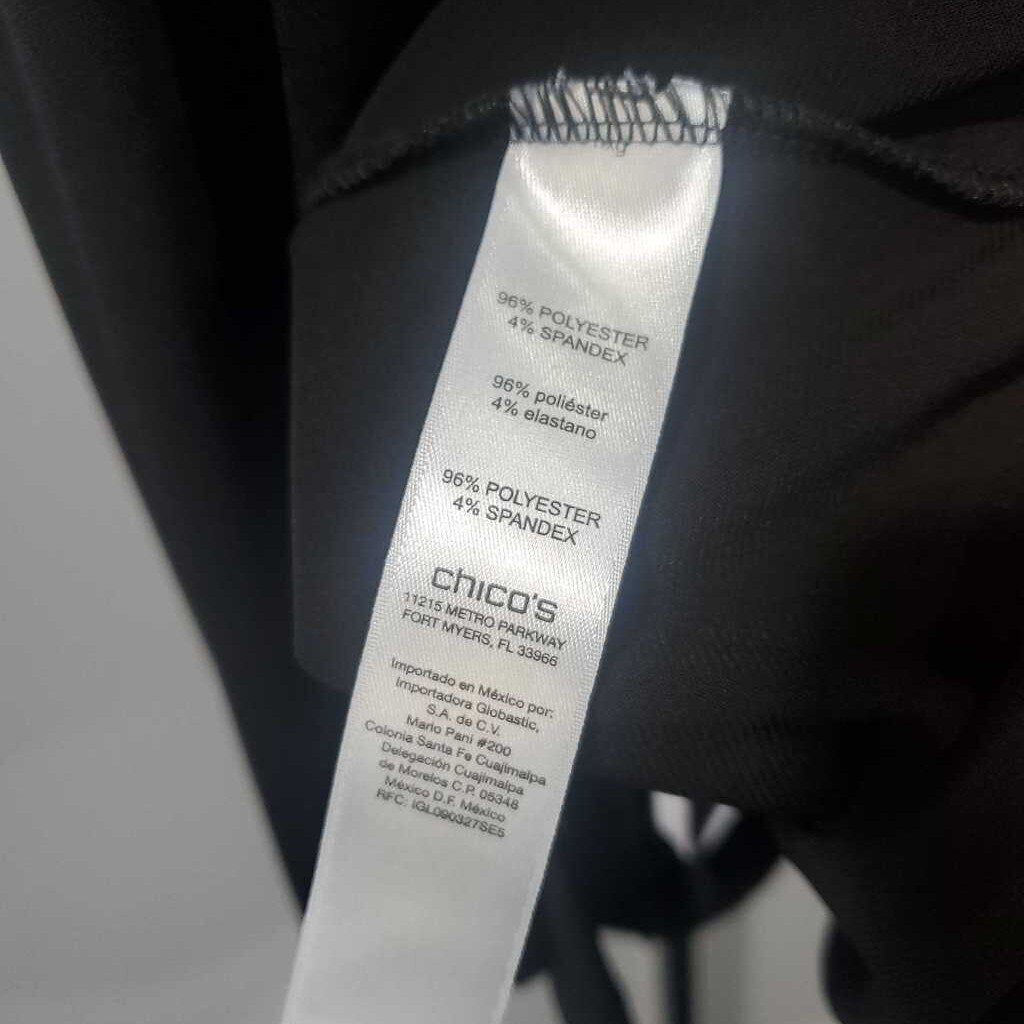 96% POLYESTER
4% SPANDEX
96% poliéster
4% elastano
96% POLYESTER
4% SPANDEX
chico's
11215 METRO PARKWAY
FORT MYERS, FL 33966
Importado en México por:
Importadora Globastic,
S.A. de C.V.
Mario Pani #200
Colonia Santa Fe Cuajimalpa
Delegación Cuajimalpa
de Morelos C.P. 05348
México D.F. México
RFC: IGL090327SE5